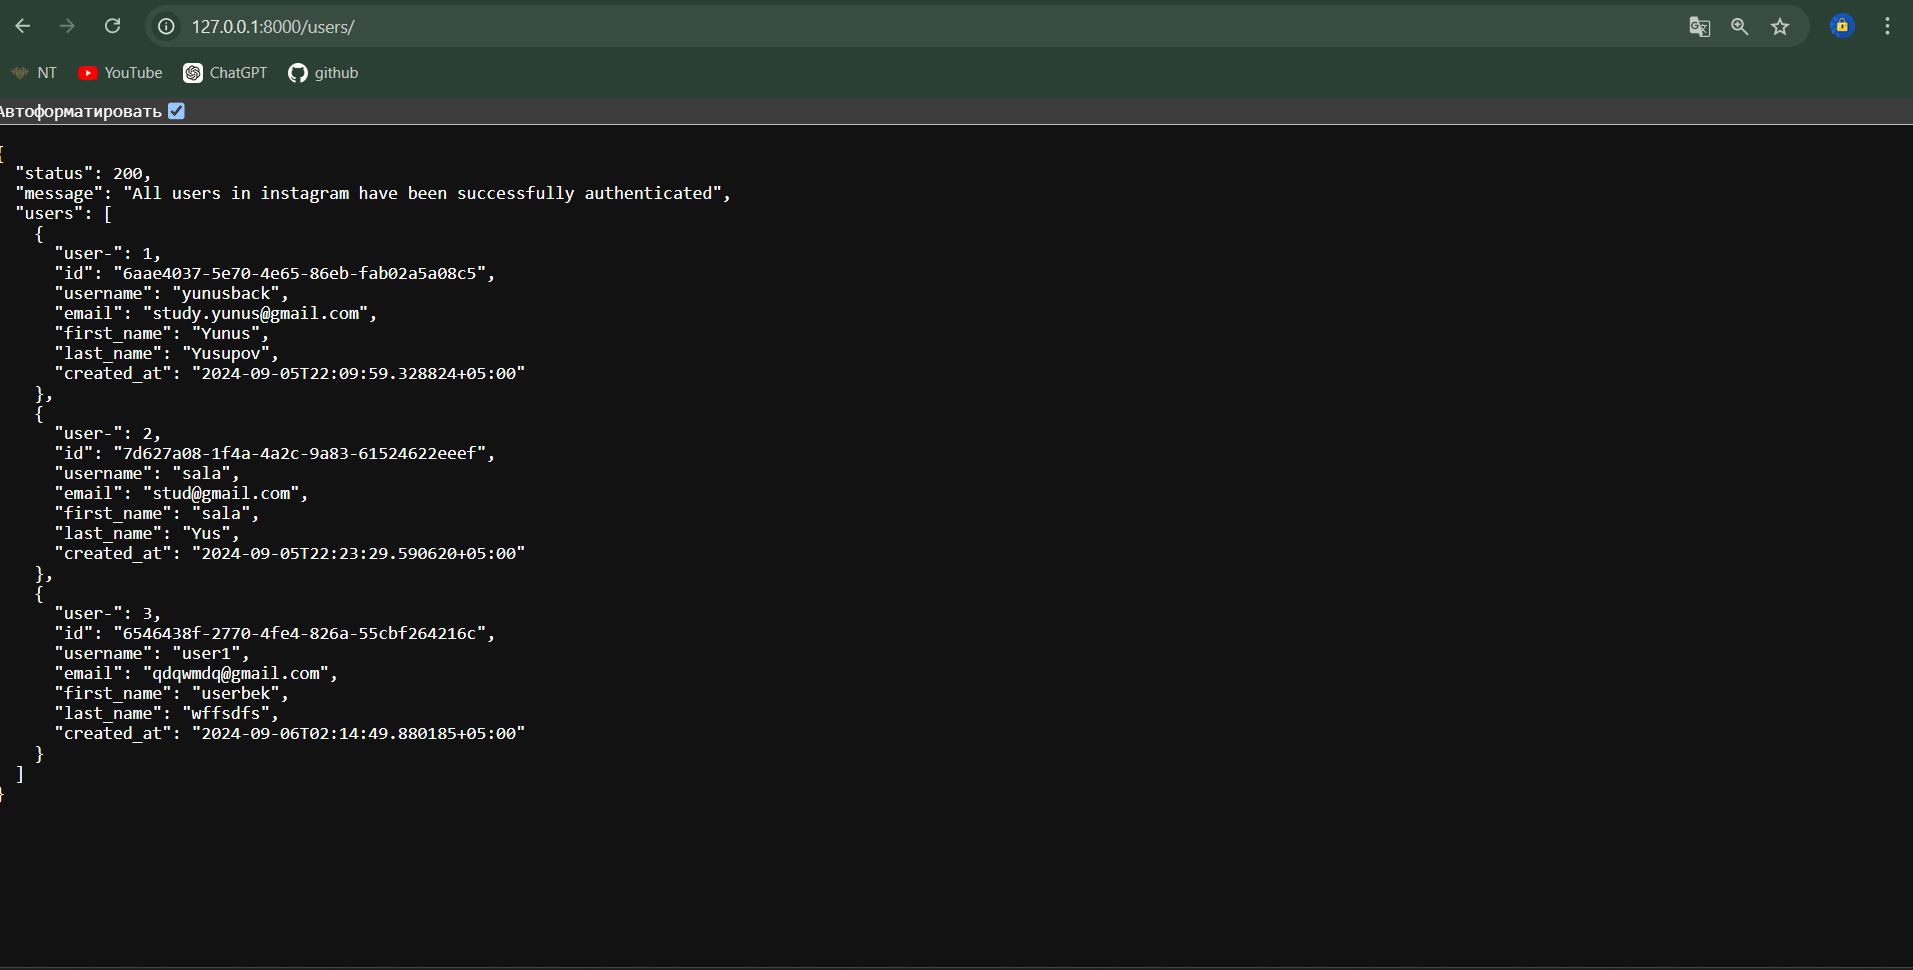 127.0.0.1:8000/users/
NT YouTube ChatGPT github
Автоформатировать
{
"status": 200,
"message": "All users in instagram have been successfully authenticated",
"users": [
{
"user-": 1,
"id": "6aae4037-5e70-4e65-86eb-fab02a5a08c5",
"username": "yunusback",
"email": "study.yunus@gmail.com",
"first_name": "Yunus",
"last_name": "Yusupov",
"created_at": "2024-09-05T22:09:59.328824+05:00"
},
{
"user-": 2,
"id": "7d627a08-1f4a-4a2c-9a83-61524622eeef",
"username": "sala",
"email": "stud@gmail.com",
"first_name": "sala",
"last_name": "Yus",
"created_at": "2024-09-05T22:23:29.590620+05:00"
},
{
"user-": 3,
"id": "6546438f-2770-4fe4-826a-55cbf264216c",
"username": "user1",
"email": "qdqwmdq@gmail.com",
"first_name": "userbek",
"last_name": "wffsdfs",
"created_at": "2024-09-06T02:14:49.880185+05:00"
}
]
}